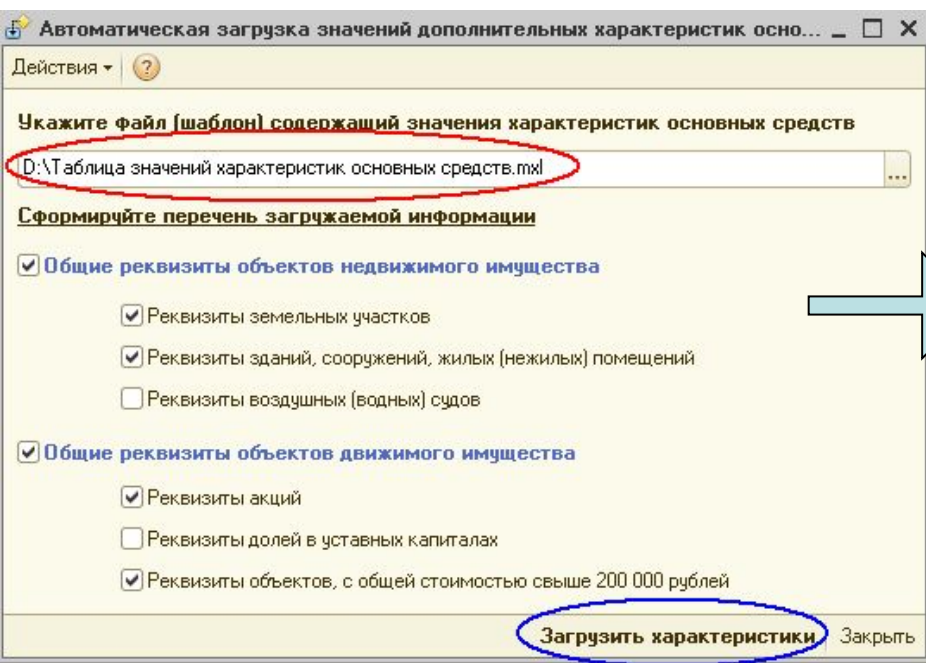 Автоматическая загрузка значений дополнительных характеристик осно...
Действия
?
Укажите файл (шаблон) содержащий значения характеристик основных средств
D:\Таблица значений характеристик основных средств.mxl
...
Сформируйте перечень загружаемой информации
Общие реквизиты объектов недвижимого имущества
Реквизиты земельных участков
Реквизиты зданий, сооружений, жилых (нежилых) помещений
Реквизиты воздушных (водных) судов
Общие реквизиты объектов движимого имущества
Реквизиты акций
Реквизиты долей в уставных капиталах
Реквизиты объектов, с общей стоимостью свыше 200 000 рублей
Загрузить характеристики Закрыть